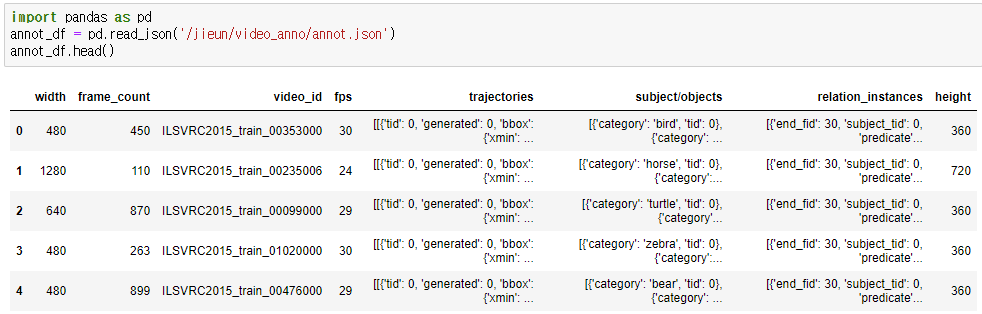 import pandas as pd
annot_df = pd.read_json('/jieun/video_anno/annot.json')
annot_df.head()
width frame_count video_id fps trajectories subject/objects relation_instances height
0 480 450 ILSVRC2015_train_00353000 30 [[{'tid': 0, 'generated': 0, 'bbox': {'xmin': ... [{'category': 'bird', 'tid': 0}, {'category': ... [{'end_fid': 30, 'subject_tid': 0, 'predicate'... 360
1 1280 110 ILSVRC2015_train_00235006 24 [[{'tid': 0, 'generated': 0, 'bbox': {'xmin': ... [{'category': 'horse', 'tid': 0}, {'category':... [{'end_fid': 30, 'subject_tid': 0, 'predicate'... 720
2 640 870 ILSVRC2015_train_00099000 29 [[{'tid': 0, 'generated': 0, 'bbox': {'xmin': ... [{'category': 'turtle', 'tid': 0}, {'category'... [{'end_fid': 30, 'subject_tid': 0, 'predicate'... 360
3 480 263 ILSVRC2015_train_01020000 30 [[{'tid': 0, 'generated': 0, 'bbox': {'xmin': ... [{'category': 'zebra', 'tid': 0}, {'category':... [{'end_fid': 30, 'subject_tid': 0, 'predicate'... 360
4 480 899 ILSVRC2015_train_00476000 29 [[{'tid': 0, 'generated': 0, 'bbox': {'xmin': ... [{'category': 'bear', 'tid': 0}, {'category': ... [{'end_fid': 30, 'subject_tid': 0, 'predicate'... 360